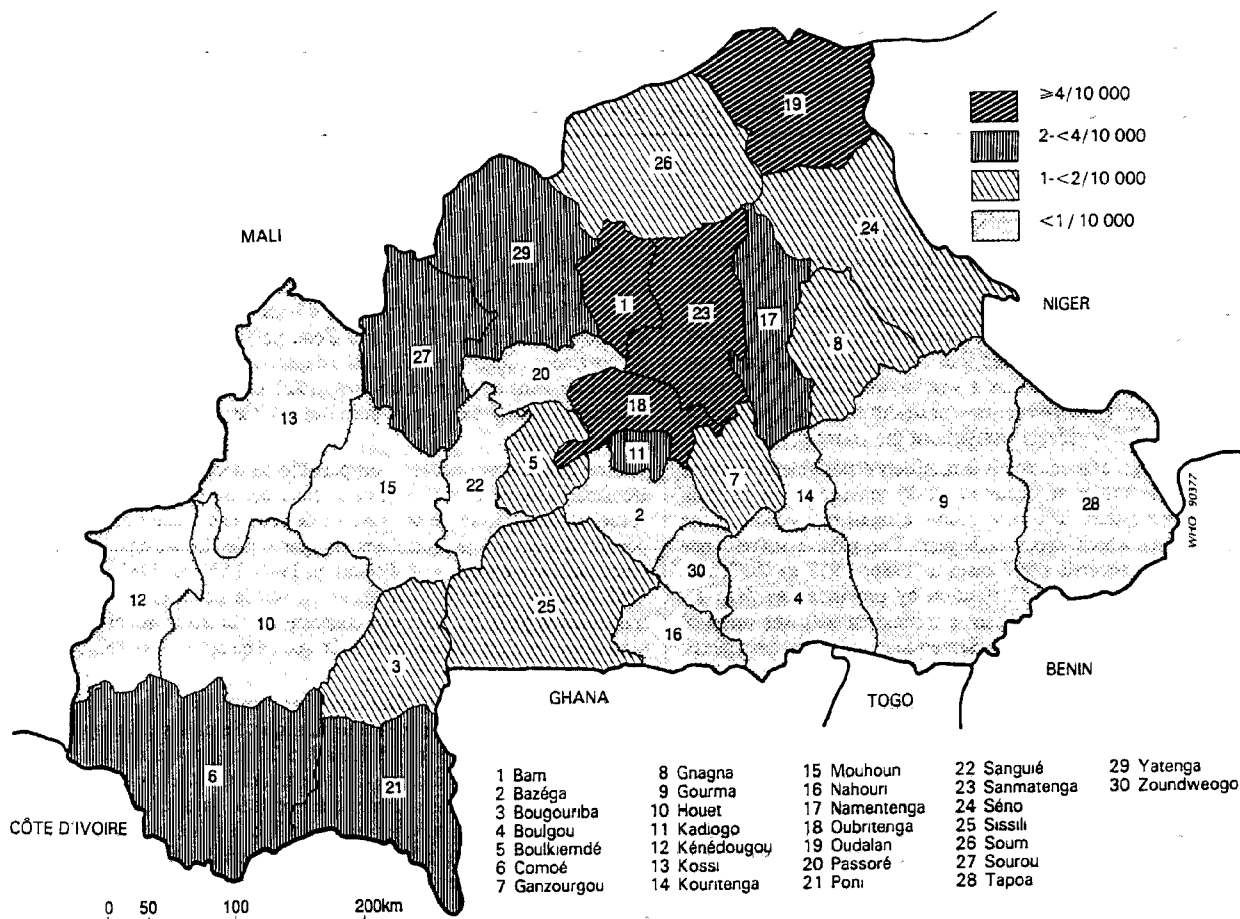 19
≥4/10 000
2-<4/10 000
1-<2/10 000
<1/10 000
26
MALI
29
24
NIGER
1
23
17
8
27
20
13
18
11
5
7
15
22
14
9
28
2
WHO 90377
30
12
10
25
4
16
3
GHANA
TOGO
BENIN
6
21
CÔTE D'IVOIRE
1 Bam
2 Bazéga
3 Bougouriba
4 Boulgou
5 Boulkiemdé
6 Comoé
7 Ganzourgou
8 Gnagna
9 Gourma
10 Houet
11 Kadiogo
12 Kénédougou
13 Kossi
14 Kouritenga
15 Mouhoun
16 Nahouri
17 Namentenga
18 Oubritenga
19 Oudalan
20 Passoré
21 Poni
22 Sanguié
23 Sanmatenga
24 Séno
25 Sissili
26 Soum
27 Sourou
28 Tapoa
29 Yatenga
30 Zoundweogo
0 50 100 200km